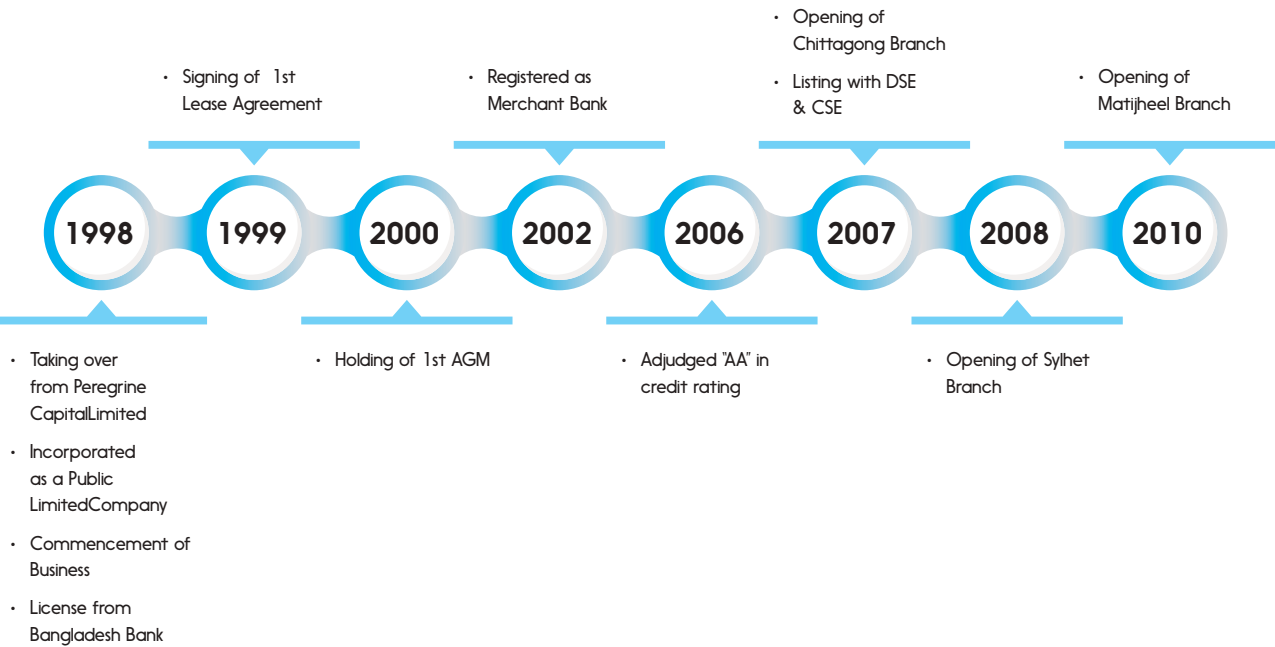 Opening of
Chittagong Branch
Listing with DSE
& CSE
Signing of 1st
Lease Agreement
Registered as
Merchant Bank
Opening of
Matijheel Branch
1998
1999
2000
2002
2006
2007
2008
2010
Taking over
from Peregrine
CapitalLimited
Incorporated
as a Public
LimitedCompany
Commencement of
Business
License from
Bangladesh Bank
Holding of 1st AGM
Adjudged "AA" in
credit rating
Opening of Sylhet
Branch